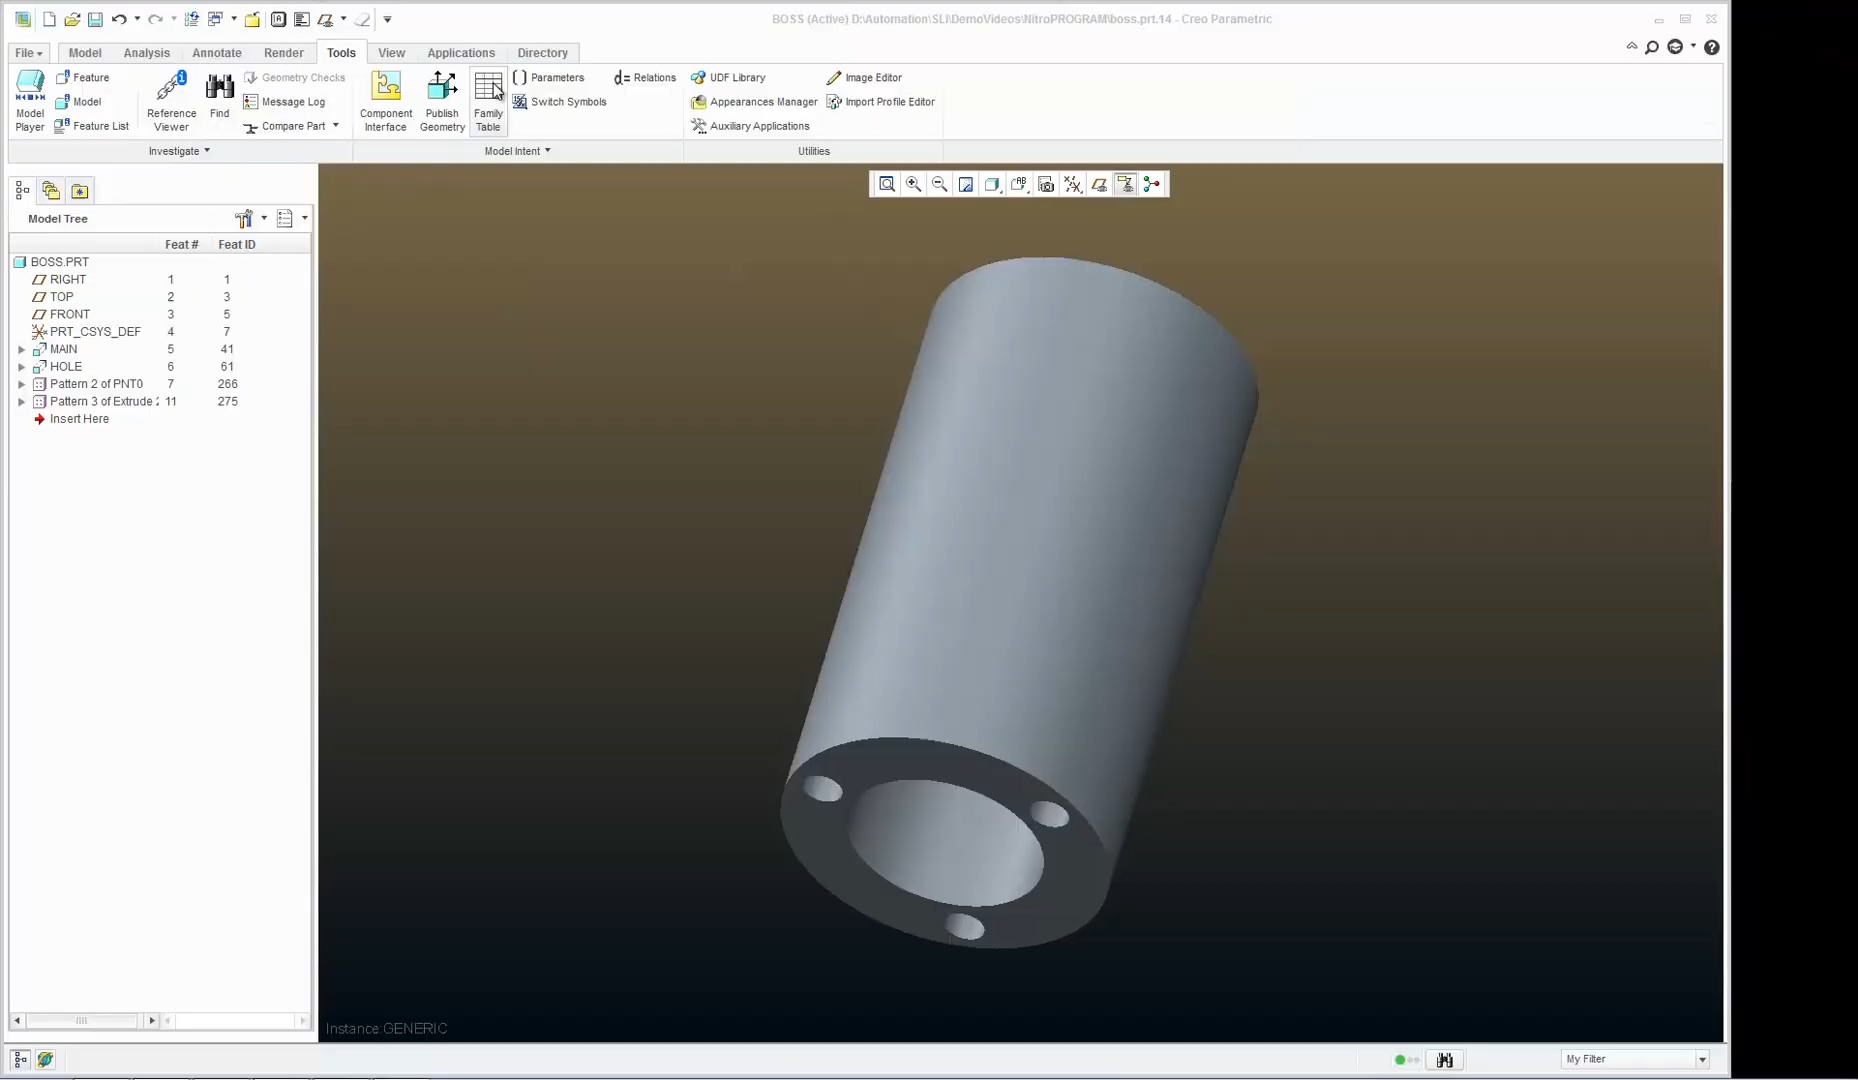 BOSS (Active) D:\Automation\SLI\DemoVideos\NitroPROGRAM\boss.prt.14 - Creo Parametric
File Model Analysis Annotate Render Tools View Applications Directory
Model Player
Feature
Model
Feature List
Reference Viewer
Find
Geometry Checks
Message Log
Compare Part
Component Interface
Publish Geometry
Family Table
Parameters
Switch Symbols
d= Relations
UDF Library
Appearances Manager
Auxiliary Applications
Image Editor
Import Profile Editor
Investigate Model Intent Utilities
Model Tree
Feat # Feat ID
BOSS.PRT
RIGHT 1 1
TOP 2 3
FRONT 3 5
PRT_CSYS_DEF 4 7
MAIN 5 41
HOLE 6 61
Pattern 2 of PNT0 7 266
Pattern 3 of Extrude 2 11 275
Insert Here
Instance:GENERIC
My Filter